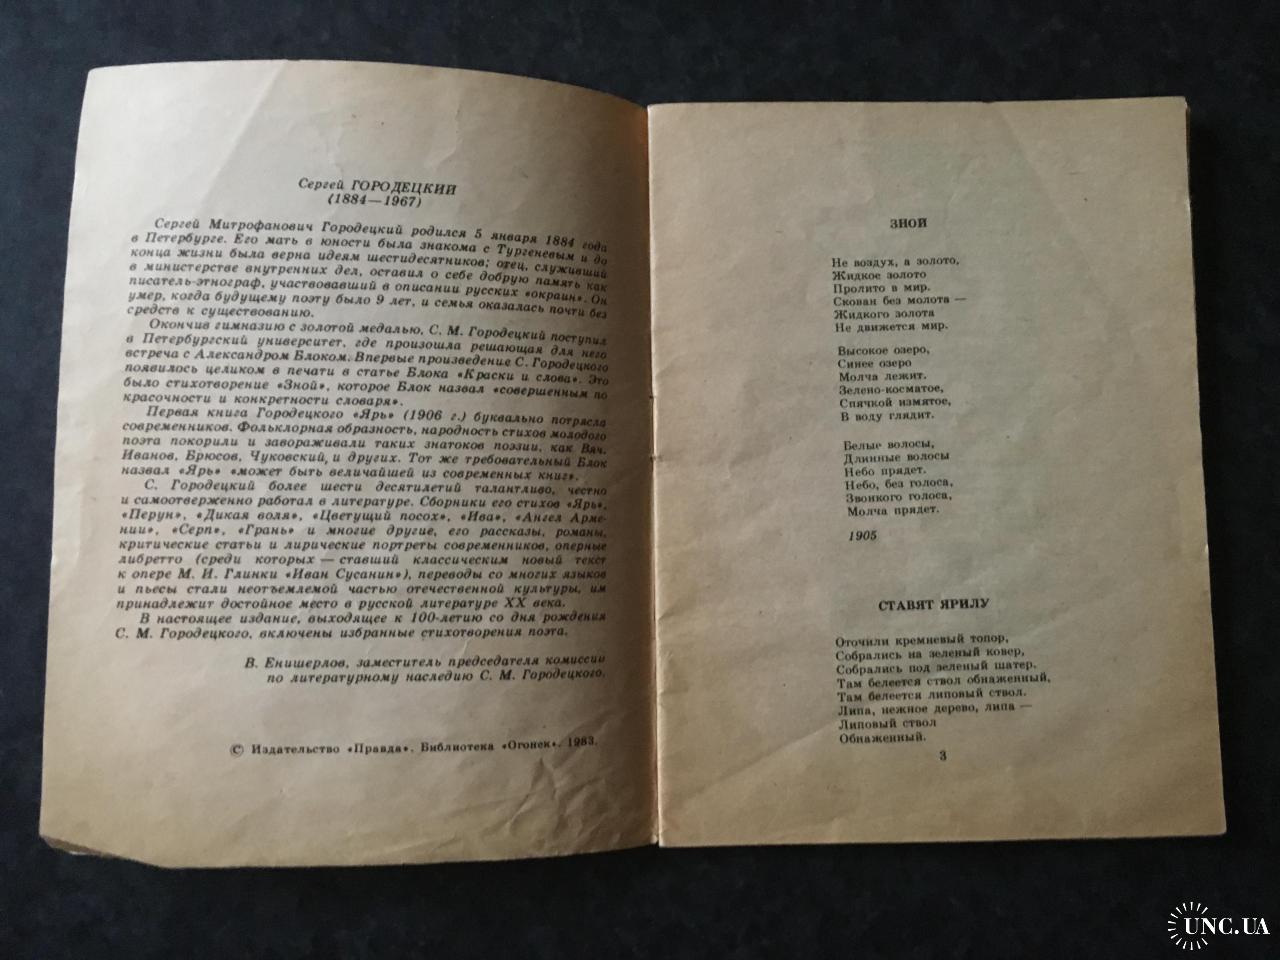 Сергей ГОРОДЕЦКИЙ
(1884—1967)
Сергей Митрофанович Городецкий родился 5 января 1884 года
в Петербурге. Его мать в юности была знакома с Тургеневым и до
конца жизни была верна идеям шестидесятников; отец, служивший
в министерстве внутренних дел, оставил о себе добрую память как
писатель-этнограф, участвовавший в описании русских «окраин». Он
умер, когда будущему поэту было 9 лет, и семья оказалась почти без
средств к существованию.
Окончив гимназию с золотой медалью, С. М. Городецкий поступил
в Петербургский университет, где произошла решающая для него
встреча с Александром Блоком. Впервые произведение С. Городецкого
появилось целиком в печати в статье Блока «Краски и слова». Это
было стихотворение «Зной», которое Блок назвал «совершенным по
красочности и конкретности словаря».
Первая книга Городецкого «Ярь» (1906 г.) буквально потрясла
современников. Фольклорная образность, народность стихов молодого
поэта покорили и завораживали таких знатоков поэзии, как Вяч.
Иванов, Брюсов, Чуковский, и других. Тот же требовательный Блок
назвал «Ярь» «может быть величайшей из современных книг».
С. Городецкий более шести десятилетий талантливо, честно
и самоотверженно работал в литературе. Сборники его стихов «Ярь»,
«Перун», «Дикая воля», «Цветущий посох», «Ива», «Ангел Арме-
нии», «Серп», «Грань» и многие другие, его рассказы, романы,
критические статьи и лирические портреты современников, оперные
либретто (среди которых — ставший классическим новый текст
к опере М. И. Глинки «Иван Сусанин»), переводы со многих языков
и пьесы стали неотъемлемой частью отечественной культуры, им
принадлежит достойное место в русской литературе XX века.
В настоящее издание, выходящее к 100-летию со дня рождения
С. М. Городецкого, включены избранные стихотворения поэта.
В. Енишерлов, заместитель председателя комиссии
по литературному наследию С. М. Городецкого.
© Издательство «Правда». Библиотека «Огонек». 1983.
ЗНОЙ
Не воздух, а золото,
Жидкое золото
Пролито в мир.
Скован без молота —
Жидкого золота
Не движется мир.
Высокое озеро,
Синее озеро
Молча лежит.
Зелено-косматое,
Спячкой измятое,
В воду глядит.
Белые волосы,
Длинные волосы
Небо прядет.
Небо, без голоса,
Звонкого голоса,
Молча прядет.
1905
СТАВЯТ ЯРИЛУ
Оточили кремневый топор,
Собрались на зеленый ковер,
Собрались под зеленый шатер,
Там белеется ствол обнаженный,
Там белеется липовый ствол.
Липа, нежное дерево, липа —
Липовый ствол
Обнаженный.
3
UNC.UA